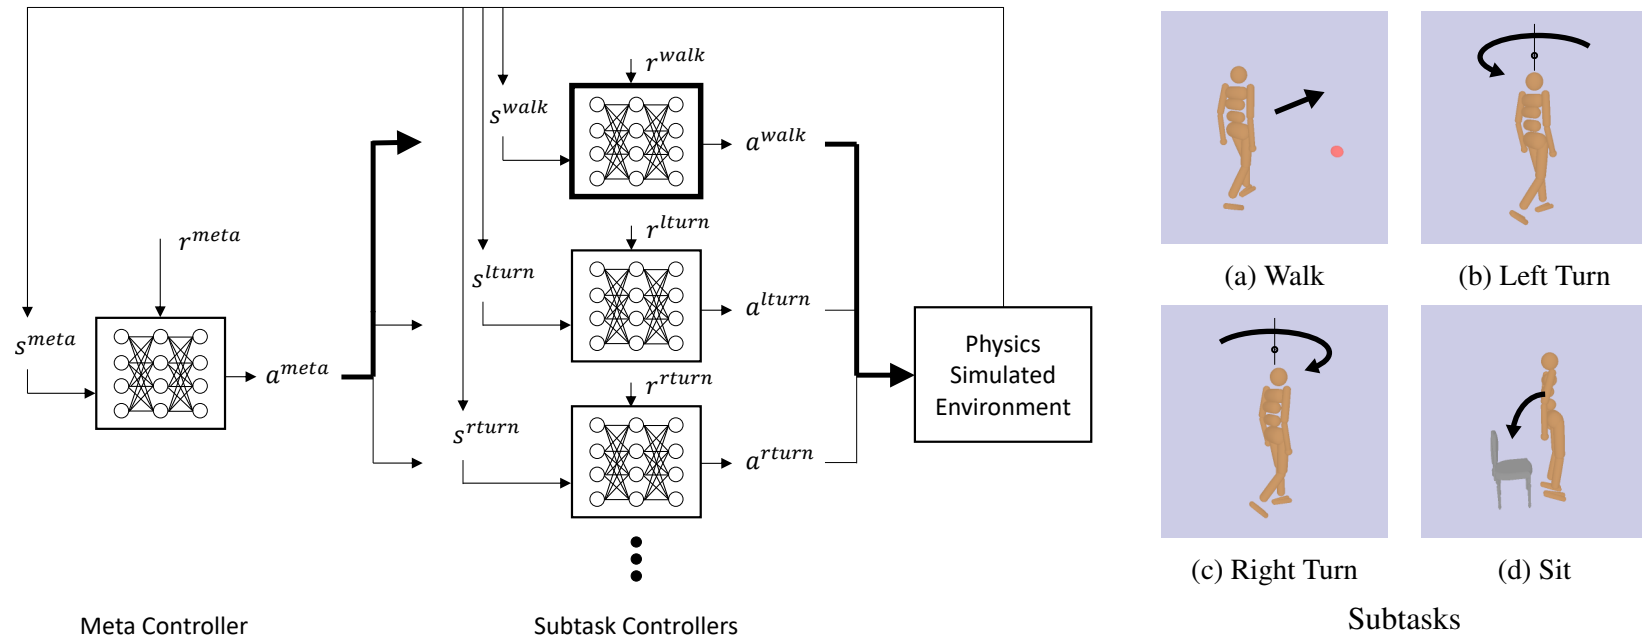 r^{walk}
s^{walk}
a^{walk}
r^{meta}
r^{lturn}
s^{lturn}
a^{lturn}
s^{meta}
a^{meta}
r^{rturn}
s^{rturn}
a^{rturn}
Physics
Simulated
Environment
Meta Controller
Subtask Controllers
(a) Walk
(b) Left Turn
(c) Right Turn
(d) Sit
Subtasks